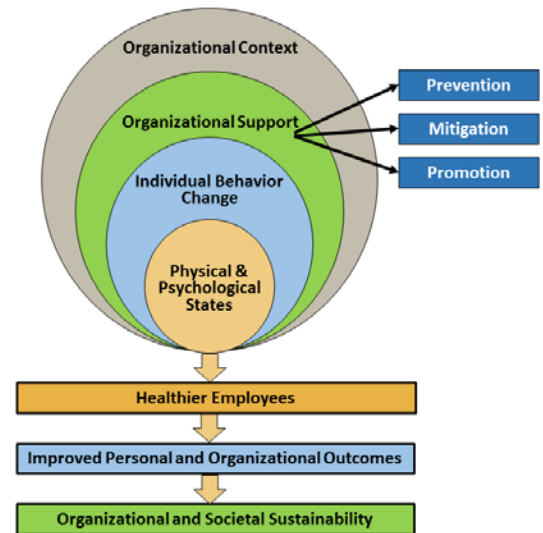 Organizational Context
Prevention
Organizational Support
Mitigation
Promotion
Individual Behavior
Change
Physical &
Psychological
States
Healthier Employees
Improved Personal and Organizational Outcomes
Organizational and Societal Sustainability